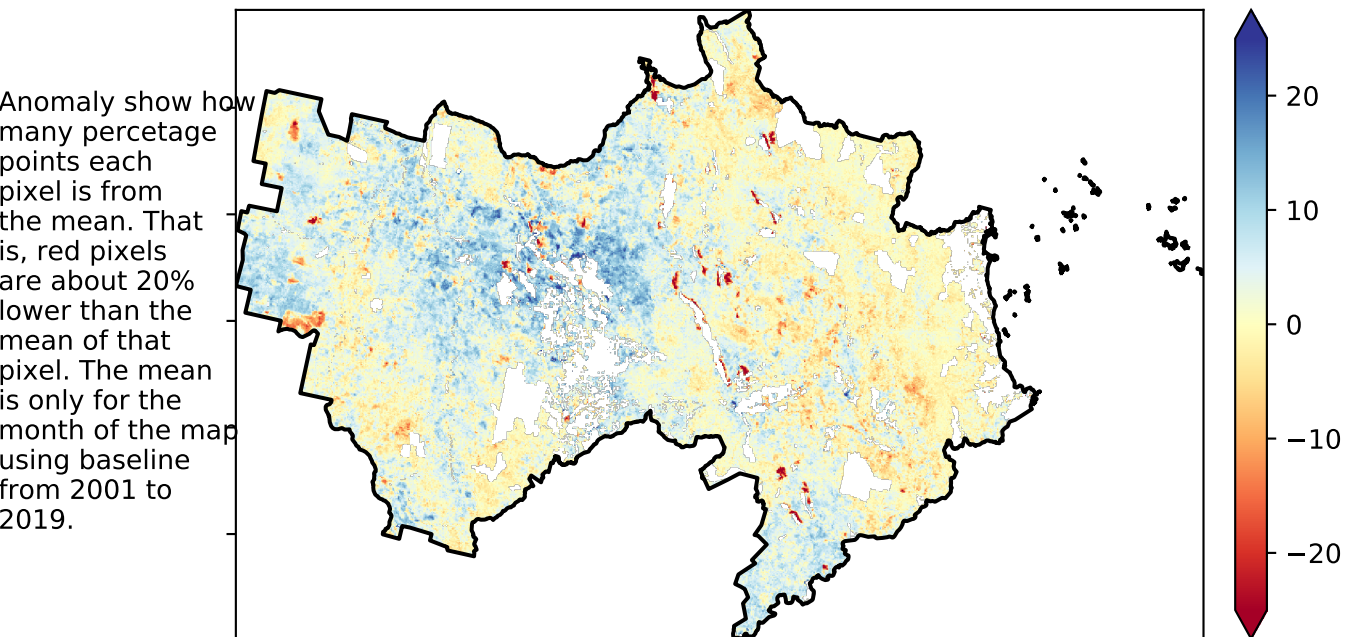 Anomaly show how
many percetage
points each
pixel is from
the mean. That
is, red pixels
are about 20%
lower than the
mean of that
pixel. The mean
is only for the
month of the map
using baseline
from 2001 to
2019.
20
10
0
−10
−20